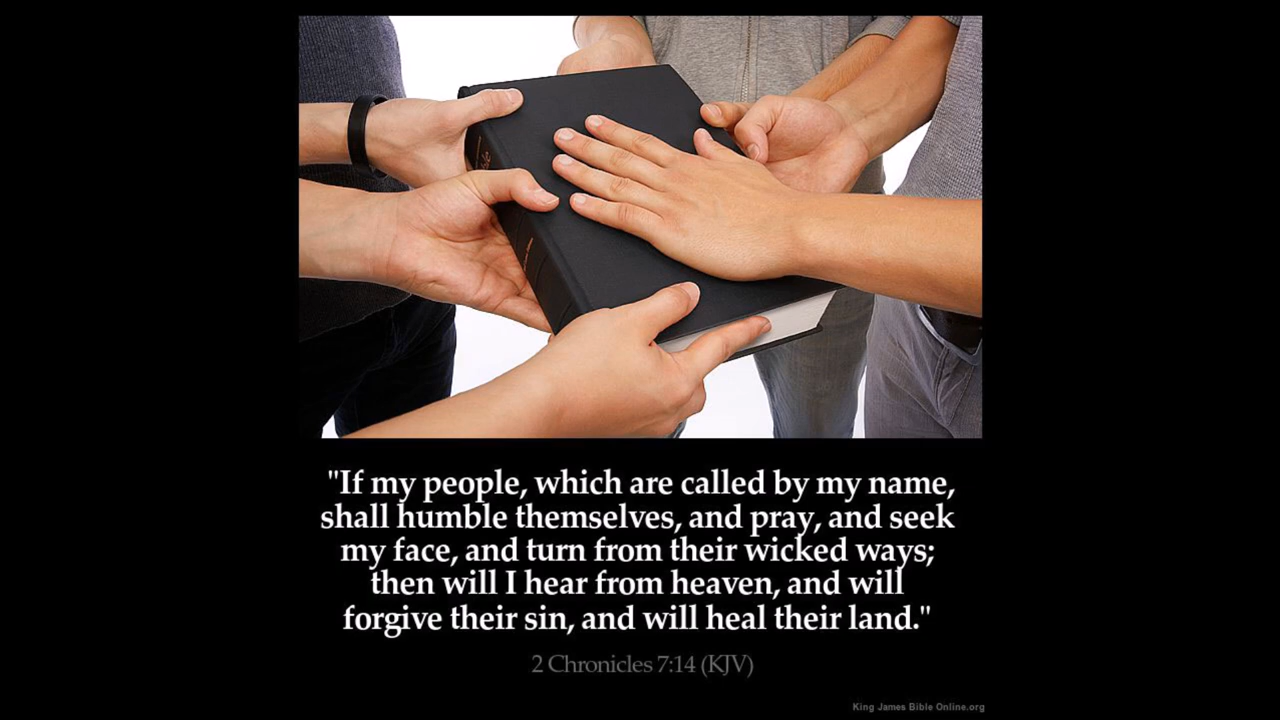 "If my people, which are called by my name,
shall humble themselves, and pray, and seek
my face, and turn from their wicked ways;
then will I hear from heaven, and will
forgive their sin, and will heal their land."
2 Chronicles 7:14 (KJV)
King James Bible Online.org